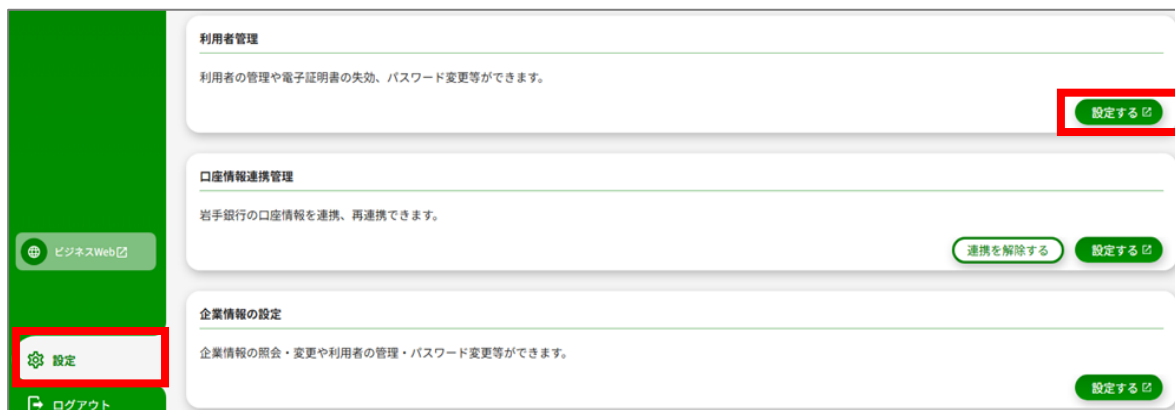 利用者管理
利用者の管理や電子証明書の失効、パスワード変更等ができます。
設定する
口座情報連携管理
岩手銀行の口座情報を連携、再連携できます。
ビジネスWeb
連携を解除する
設定する
企業情報の設定
企業情報の照会・変更や利用者の管理・パスワード変更等ができます。
設定
設定する
ログアウト